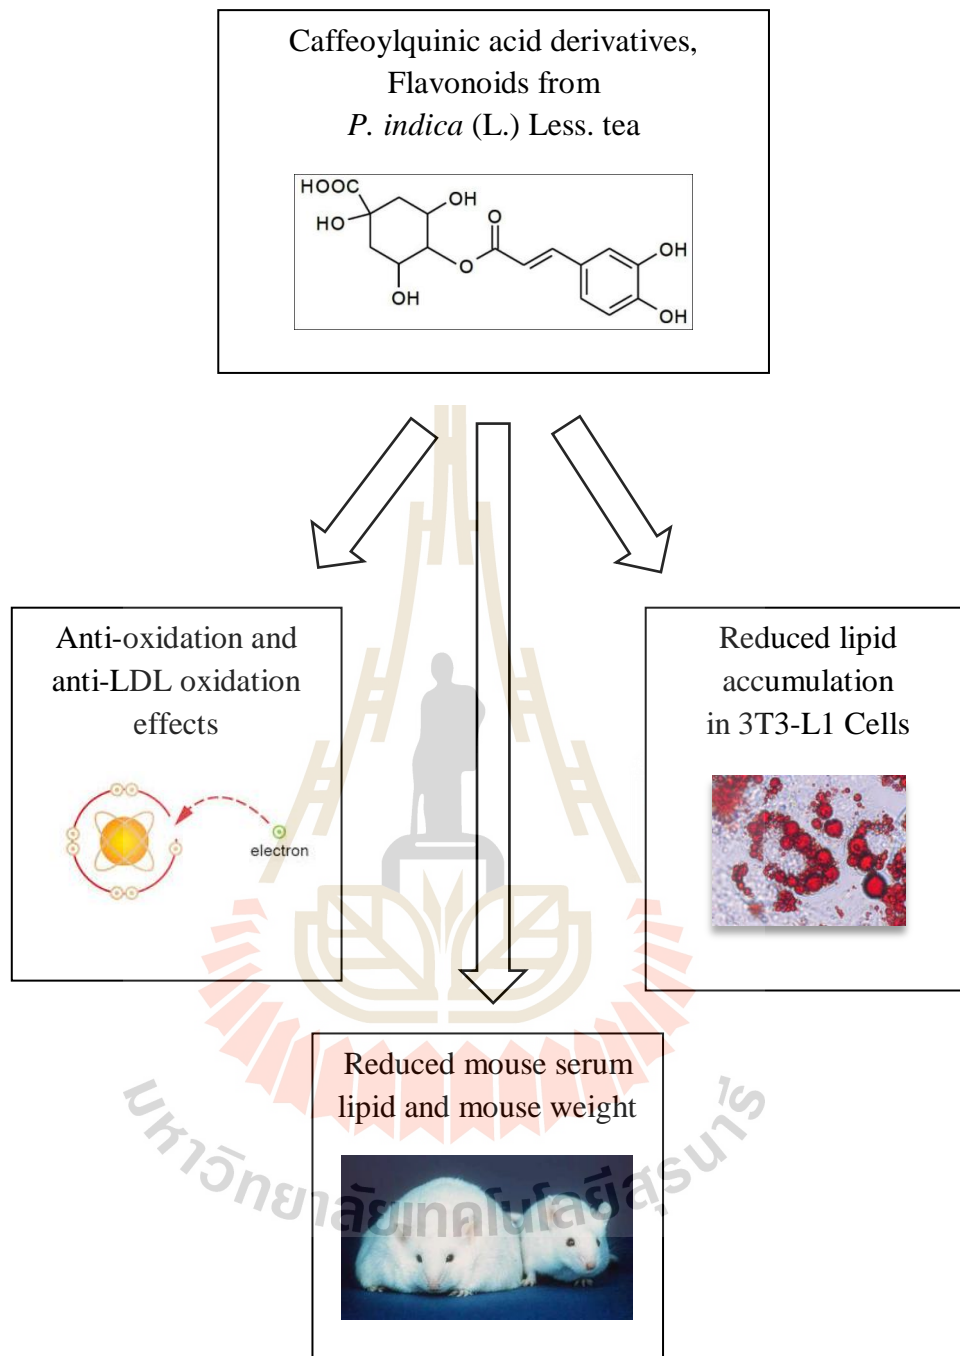 Caffeoylquinic acid derivatives,
Flavonoids from
P. indica (L.) Less. tea
HOOC
HO
OH
O
O
OH
OH
OH
Anti-oxidation and
anti-LDL oxidation
effects
electron
Reduced lipid
accumulation
in 3T3-L1 Cells
Reduced mouse serum
lipid and mouse weight
มหาวิทยาลัยเทคโนโลยีสุรนารี